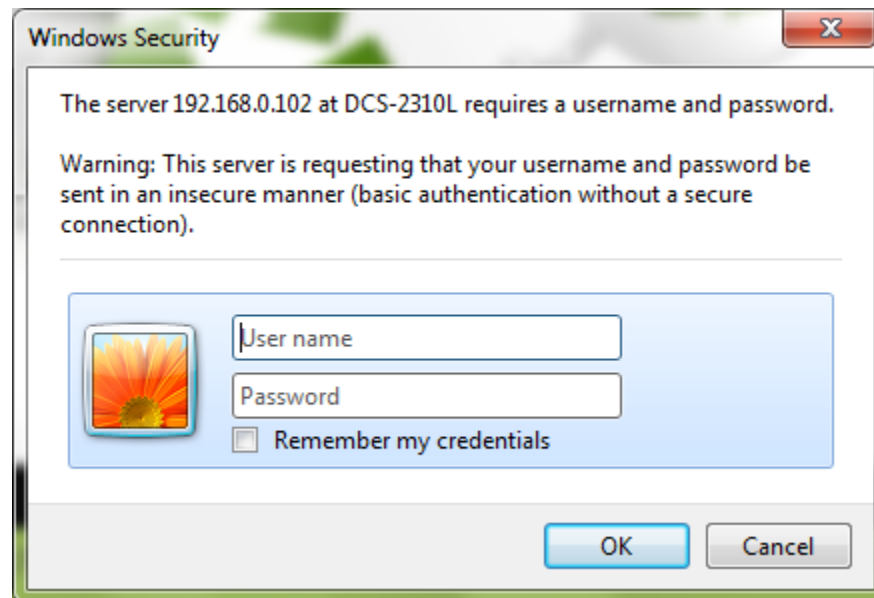 Windows Security
The server 192.168.0.102 at DCS-2310L requires a username and password.
Warning: This server is requesting that your username and password be
sent in an insecure manner (basic authentication without a secure
connection).
User name
Password
Remember my credentials
OK
Cancel